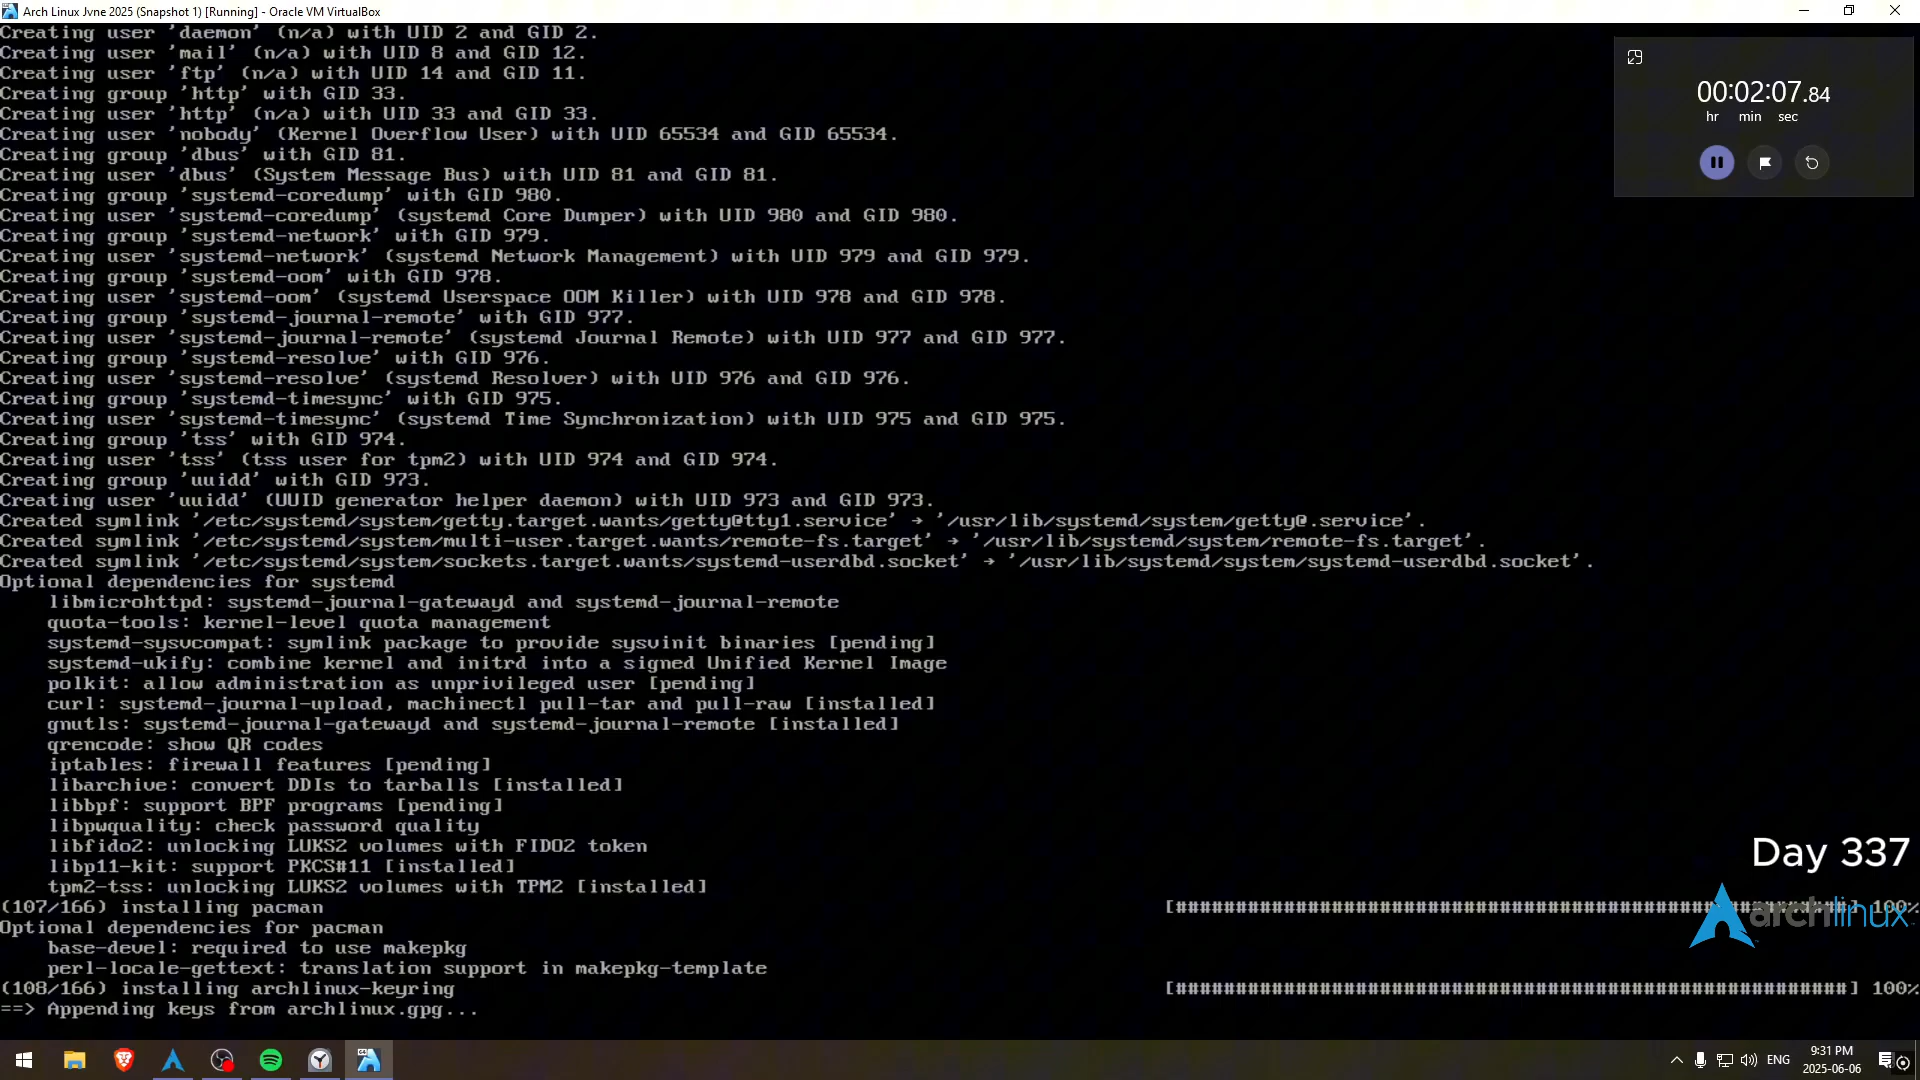 Arch Linux Jvne 2025 (Snapshot 1) [Running] - Oracle VM VirtualBox
Creating user 'daemon' (n/a) with UID 2 and GID 2.
Creating user 'mail' (n/a) with UID 8 and GID 12.
Creating user 'ftp' (n/a) with UID 14 and GID 11.
Creating group 'http' with GID 33.
Creating user 'http' (n/a) with UID 33 and GID 33.
Creating user 'nobody' (Kernel Overflow User) with UID 65534 and GID 65534.
Creating group 'dbus' with GID 81.
Creating user 'dbus' (System Message Bus) with UID 81 and GID 81.
Creating group 'systemd-coredump' with GID 980.
Creating user 'systemd-coredump' (systemd Core Dumper) with UID 980 and GID 980.
Creating group 'systemd-network' with GID 979.
Creating user 'systemd-network' (systemd Network Management) with UID 979 and GID 979.
Creating group 'systemd-oom' with GID 978.
Creating user 'systemd-oom' (systemd Userspace OOM Killer) with UID 978 and GID 978.
Creating group 'systemd-journal-remote' with GID 977.
Creating user 'systemd-journal-remote' (systemd Journal Remote) with UID 977 and GID 977.
Creating group 'systemd-resolve' with GID 976.
Creating user 'systemd-resolve' (systemd Resolver) with UID 976 and GID 976.
Creating group 'systemd-timesync' with GID 975.
Creating user 'systemd-timesync' (systemd Time Synchronization) with UID 975 and GID 975.
Creating group 'tss' with GID 974.
Creating user 'tss' (tss user for tpm2) with UID 974 and GID 974.
Creating group 'uuidd' with GID 973.
Creating user 'uuidd' (UUID generator helper daemon) with UID 973 and GID 973.
Created symlink '/etc/systemd/system/getty.target.wants/getty@tty1.service' → '/usr/lib/systemd/system/getty@.service'.
Created symlink '/etc/systemd/system/multi-user.target.wants/remote-fs.target' → '/usr/lib/systemd/system/remote-fs.target'.
Created symlink '/etc/systemd/system/sockets.target.wants/systemd-userdbd.socket' → '/usr/lib/systemd/system/systemd-userdbd.socket'.
Optional dependencies for systemd
libmicrohttpd: systemd-journal-gatewayd and systemd-journal-remote
quota-tools: kernel-level quota management
systemd-sysvcompat: symlink package to provide sysvinit binaries [pending]
systemd-ukify: combine kernel and initrd into a signed Unified Kernel Image
polkit: allow administration as unprivileged user [pending]
curl: systemd-journal-upload, machinectl pull-tar and pull-raw [installed]
gnutls: systemd-journal-gatewayd and systemd-journal-remote [installed]
qrencode: show QR codes
iptables: firewall features [pending]
libarchive: convert DDIs to tarballs [installed]
libbpf: support BPF programs [pending]
libpwquality: check password quality
libfido2: unlocking LUKS2 volumes with FIDO2 token
libp11-kit: support PKCS#11 [installed]
tpm2-tss: unlocking LUKS2 volumes with TPM2 [installed]
(107/166) installing pacman [########################################################] 100%
Optional dependencies for pacman
base-devel: required to use makepkg
perl-locale-gettext: translation support in makepkg-template
(108/166) installing archlinux-keyring [########################################################] 100%
==> Appending keys from archlinux.gpg...
00:02:07.84
hr min sec
Day 337
archlinux
ENG
9:31 PM
2025-06-06